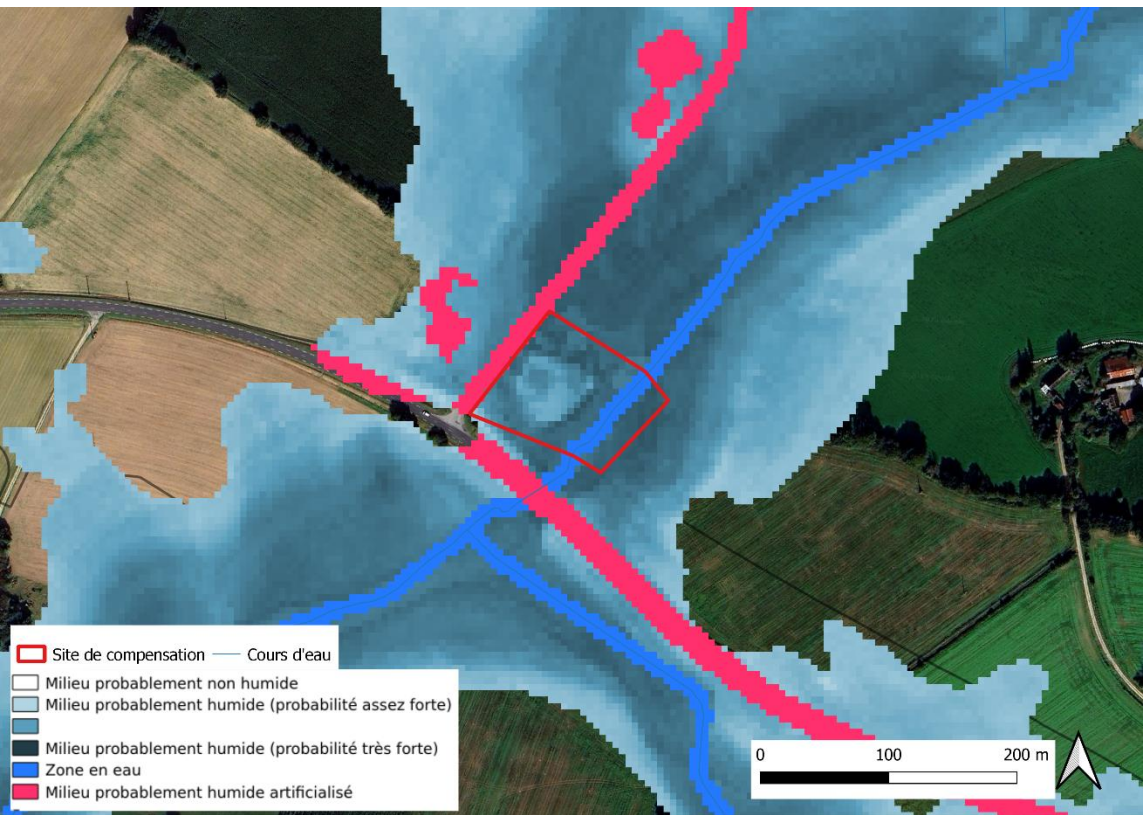 Site de compensation
Cours d'eau
Milieu probablement non humide
Milieu probablement humide (probabilité assez forte)
Milieu probablement humide (probabilité très forte)
Zone en eau
Milieu probablement humide artificialisé
0 100 200 m